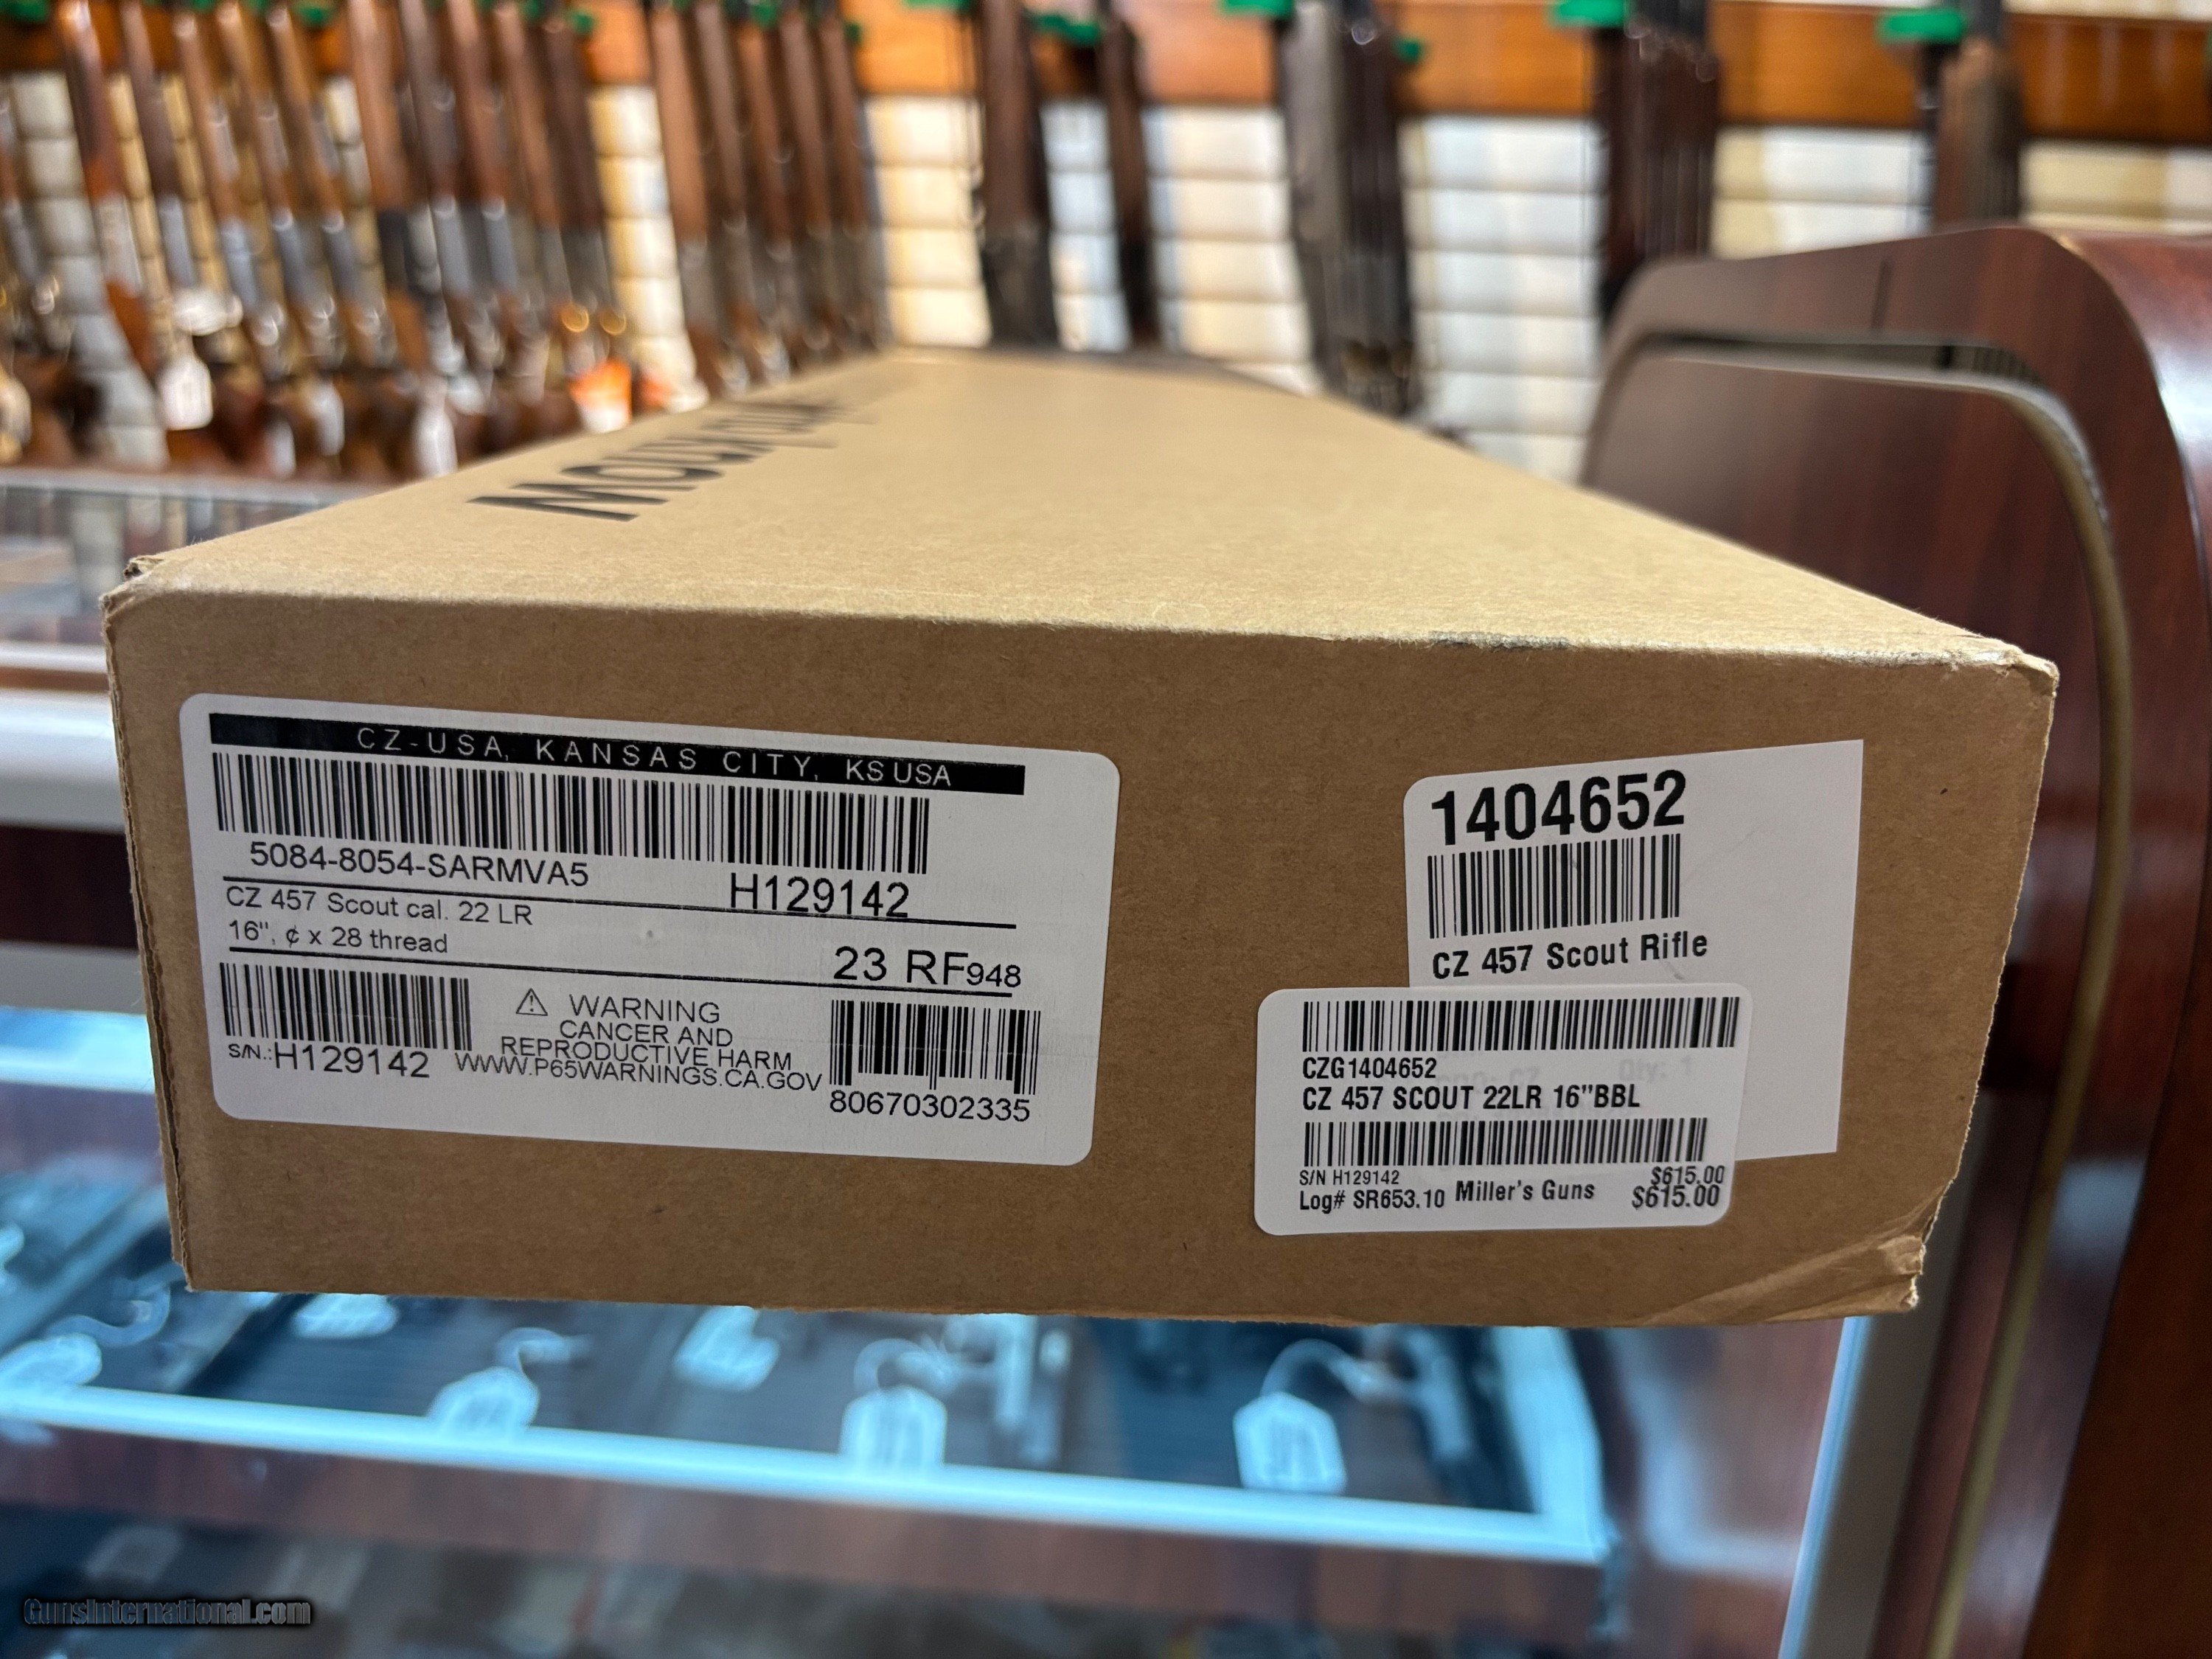 CZ-USA, KANSAS CITY, KS USA
5084-8054-SARMVA5
H129142
CZ 457 Scout cal. 22 LR
16", ¢ x 28 thread
23 RF948
⚠ WARNING
CANCER AND
REPRODUCTIVE HARM
WWW.P65WARNINGS.CA.GOV
S/N.:H129142
80670302335
1404652
CZ 457 Scout Rifle
Qty: 1
CZG1404652
CZ 457 SCOUT 22LR 16"BBL
S/N H129142
$615.00
Log# SR653.10 Miller's Guns $615.00
GunsInternational.com